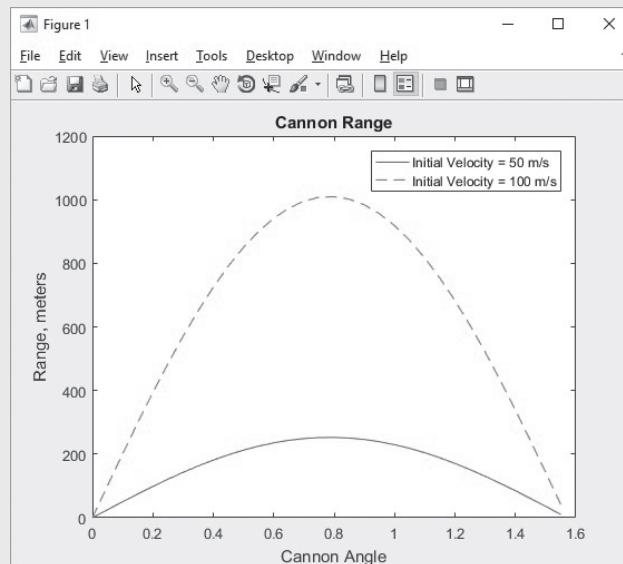 Figure 1
File Edit View Insert Tools Desktop Window Help
Cannon Range
1200
1000
800
600
400
200
0
Range, meters
Initial Velocity = 50 m/s
Initial Velocity = 100 m/s
0 0.2 0.4 0.6 0.8 1 1.2 1.4 1.6
Cannon Angle